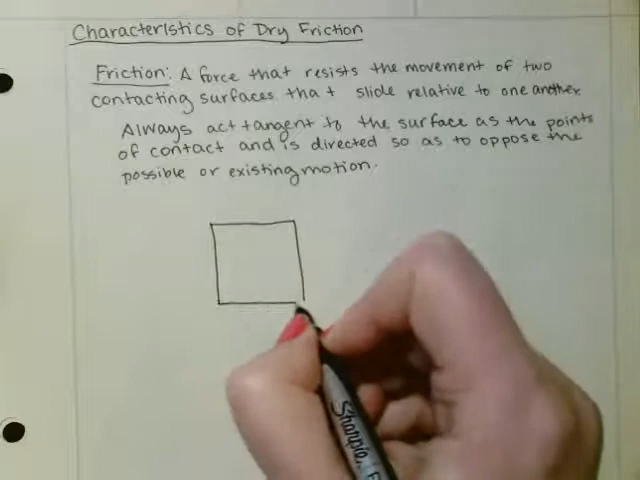 Characteristics of Dry Friction
Friction: A force that resists the movement of two
contacting surfaces that slide relative to one another.
Always act tangent to the surface as the points
of contact and is directed so as to oppose the
possible or existing motion.
Sharpie. F